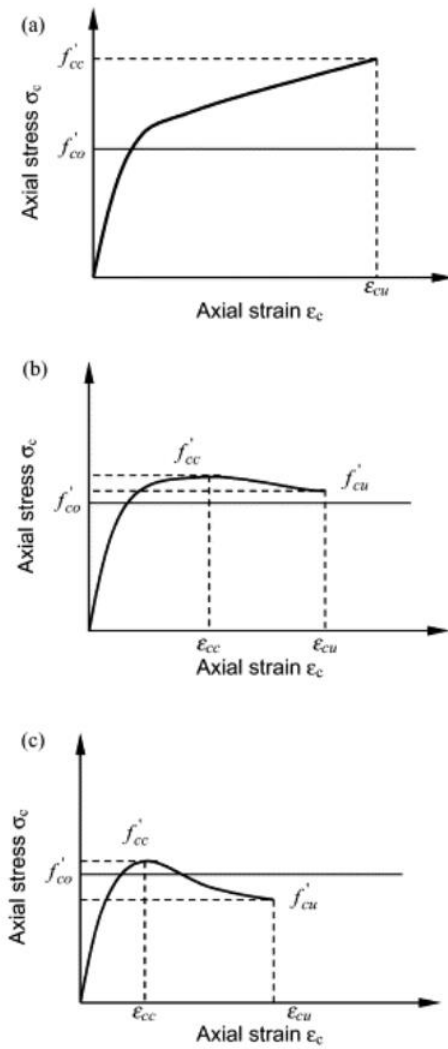 (a)
f'cc
f'co
Axial stress σc
εcu
Axial strain εc
(b)
f'cc
f'cu
f'co
Axial stress σc
εcc
εcu
Axial strain εc
(c)
f'cc
f'co
f'cu
Axial stress σc
εcc
εcu
Axial strain εc